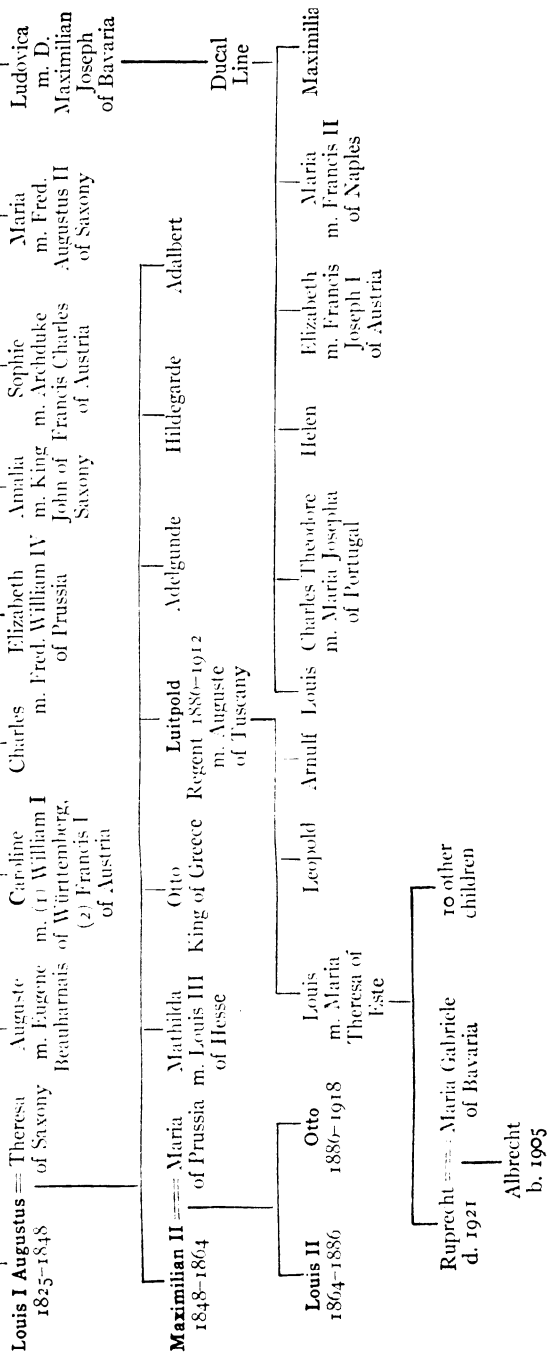 Louis I Augustus == Theresa
1825–1848
of Saxony
Auguste
m. Eugene
Beauharnais
Caroline
m. (1) William I
of Württemberg,
(2) Francis I
of Austria
Charles
Elizabeth
m. Fred. William IV
of Prussia
Amalia
m. King
John of
Saxony
Sophie
m. Archduke
Francis Charles
of Austria
Maria
m. Fred.
Augustus II
of Saxony
Ludovica
m. D.
Maximilian
Joseph
of Bavaria
Maximilian II == Maria
1848–1864
of Prussia
Mathilda
m. Louis III
of Hesse
Otto
King of Greece
Luitpold
Regent 1886–1912
m. Auguste
of Tuscany
Adelgunde
Hildegarde
Adalbert
Ducal
Line
Louis II
1864–1886
Otto
1886–1918
Louis
m. Maria
Theresa of
Este
Leopold
Arnulf
Louis
Charles Theodore
m. Maria Josepha
of Portugal
Helen
Elizabeth
m. Francis
Joseph I
of Austria
Maria
m. Francis II
of Naples
Maximilia
Ruprecht == Maria Gabriele
d. 1921
of Bavaria
10 other
children
Albrecht
b. 1905